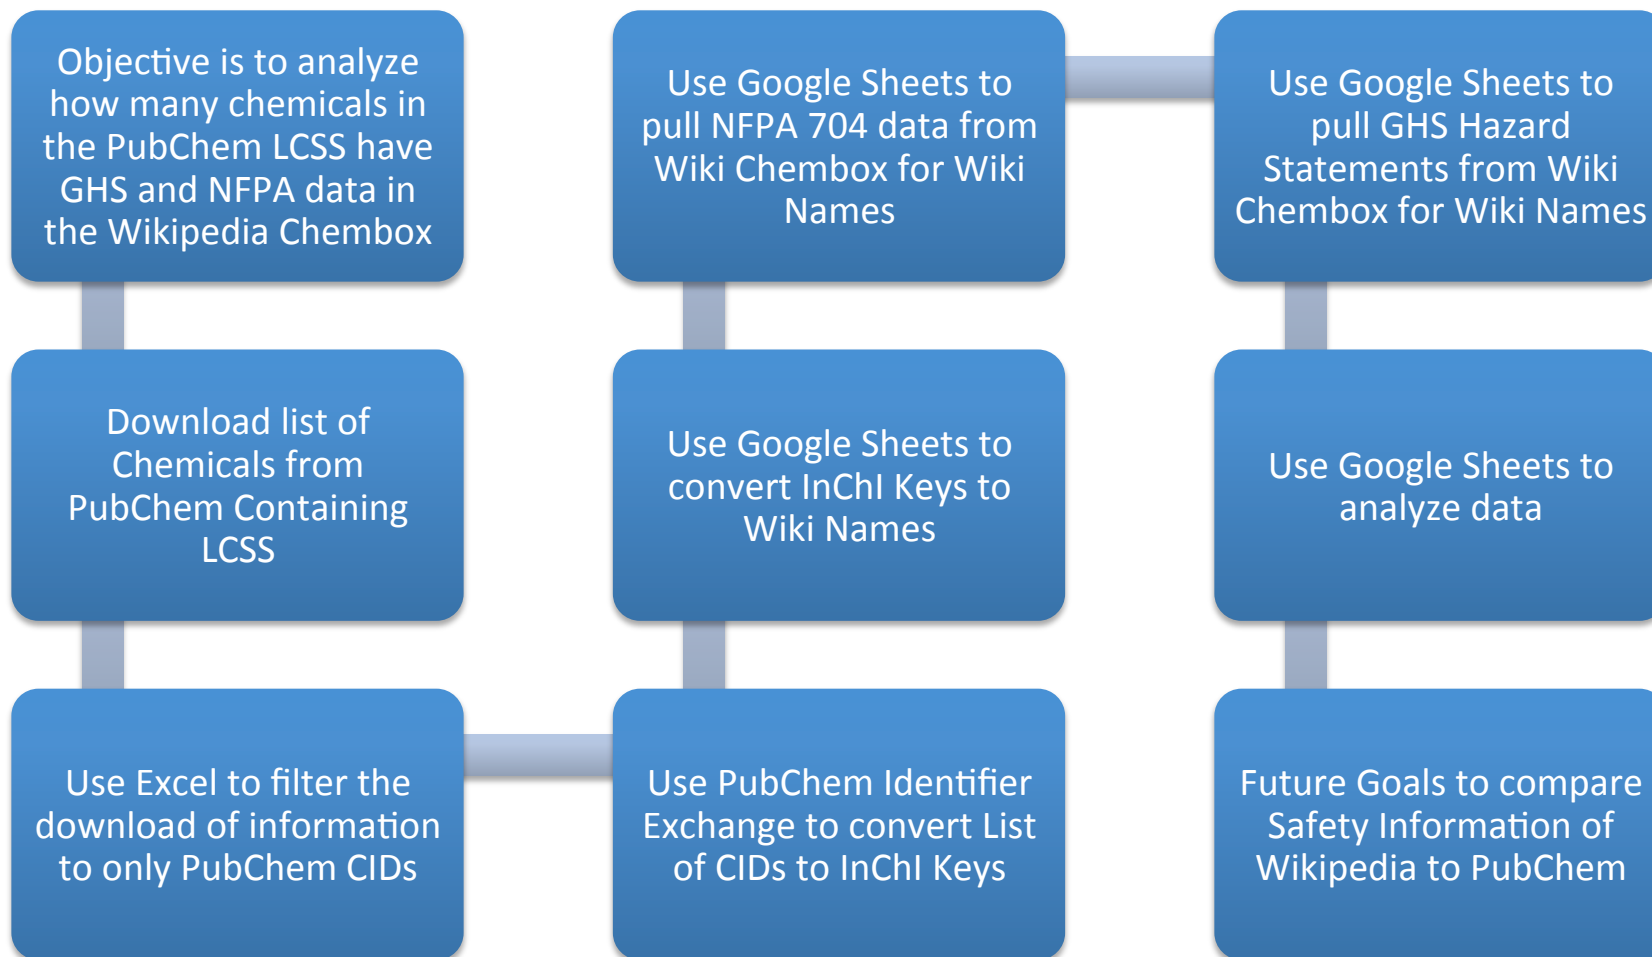 Objective is to analyze
how many chemicals in
the PubChem LCSS have
GHS and NFPA data in
the Wikipedia Chembox
Download list of
Chemicals from
PubChem Containing
LCSS
Use Excel to filter the
download of information
to only PubChem CIDs
Use PubChem Identifier
Exchange to convert List
of CIDs to InChI Keys
Use Google Sheets to
convert InChI Keys to
Wiki Names
Use Google Sheets to
pull NFPA 704 data from
Wiki Chembox for Wiki
Names
Use Google Sheets to
pull GHS Hazard
Statements from Wiki
Chembox for Wiki Names
Use Google Sheets to
analyze data
Future Goals to compare
Safety Information of
Wikipedia to PubChem